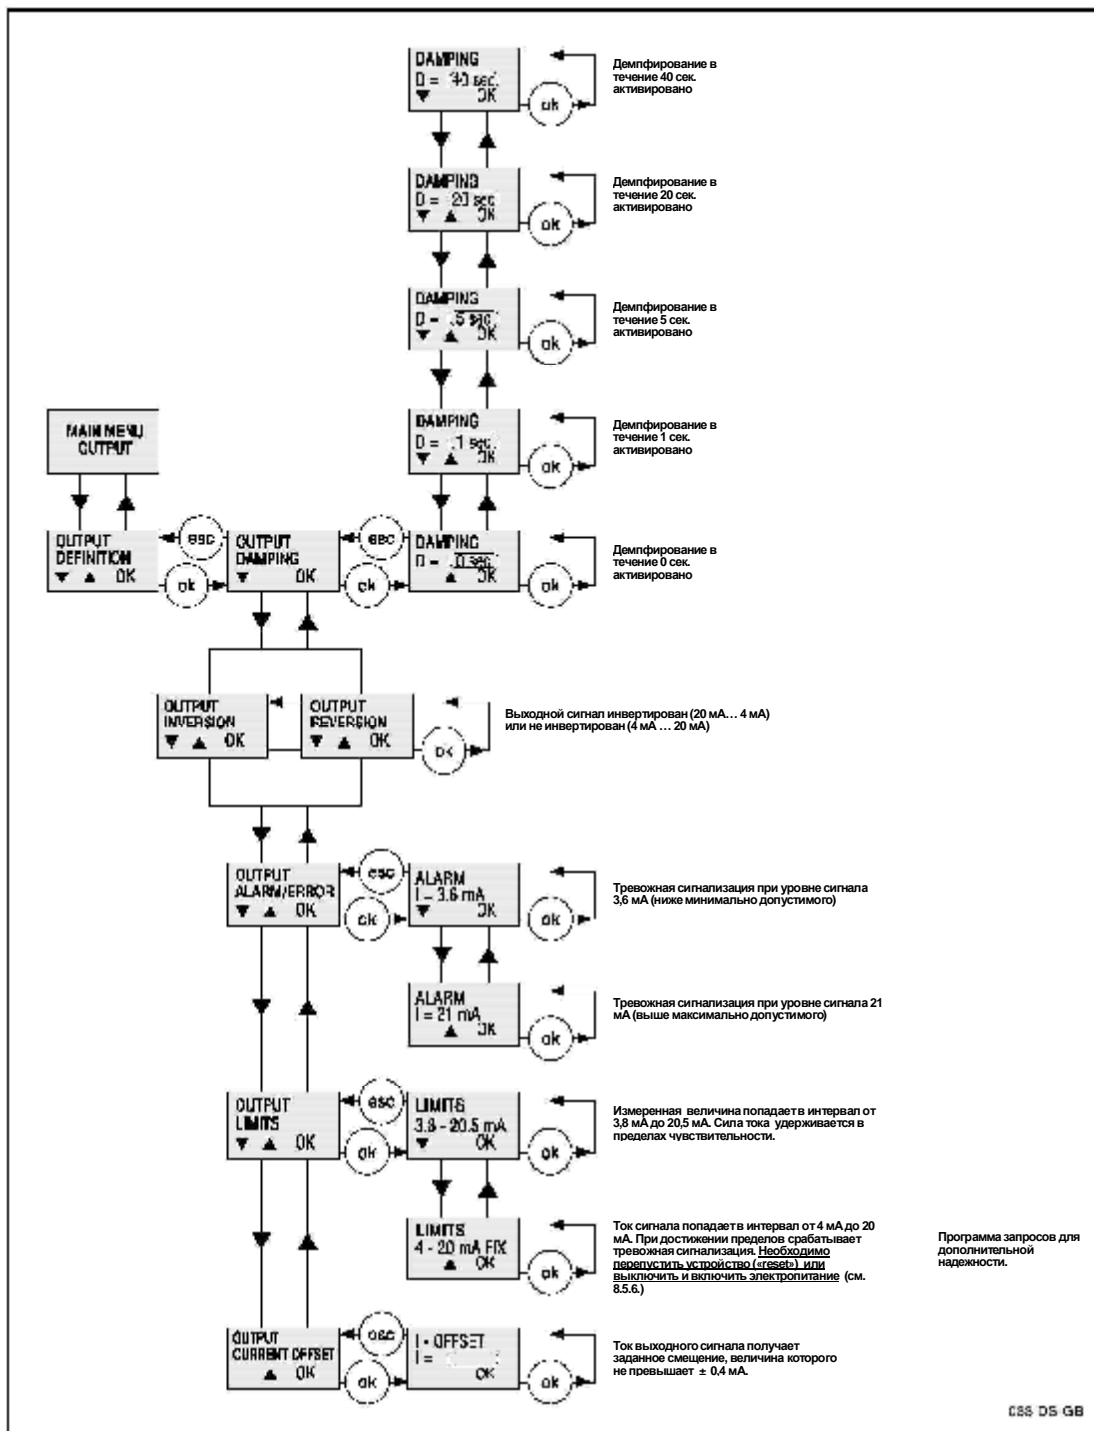 DAMPING
D = 40 sec
▼ OK
ok
Демпфирование в
течение 40 сек.
активировано
DAMPING
D = 20 sec
▼ ▲ OK
ok
Демпфирование в
течение 20 сек.
активировано
DAMPING
D = 5 sec
▼ ▲ OK
ok
Демпфирование в
течение 5 сек.
активировано
MAIN MENU
OUTPUT
DAMPING
D = 1 sec
▼ ▲ OK
ok
Демпфирование в
течение 1 сек.
активировано
OUTPUT
DEFINITION
▼ ▲ OK
esc
ok
OUTPUT
DAMPING
▼ OK
esc
ok
DAMPING
D = 0 sec
▲ OK
ok
Демпфирование в
течение 0 сек.
активировано
OUTPUT
INVERSION
▼ ▲ OK
OUTPUT
REVERSION
▼ ▲ OK
ok
Выходной сигнал инвертирован (20 мА… 4 мА)
или не инвертирован (4 мА … 20 мА)
OUTPUT
ALARM/ERROR
▼ ▲ OK
esc
ok
ALARM
I = 3.6 mA
▼ OK
ok
Тревожная сигнализация при уровне сигнала
3,6 мА (ниже минимально допустимого)
ALARM
I = 21 mA
▲ OK
ok
Тревожная сигнализация при уровне сигнала 21
мА (выше максимально допустимого)
OUTPUT
LIMITS
▼ ▲ OK
esc
ok
LIMITS
3.8 - 20.5 mA
▼ OK
ok
Измеренная величина попадает в интервал от
3,8 мА до 20,5 мА. Сила тока удерживается в
пределах чувствительности.
LIMITS
4 - 20 mA FIX
▲ OK
ok
Ток сигнала попадает в интервал от 4 мА до 20
мА. При достижении пределов срабатывает
тревожная сигнализация. Необходимо
перепустить устройство («reset») или
выключить и включить электропитание (см.
8.5.6.)
Программа запросов для
дополнительной
надежности.
OUTPUT
CURRENT OFFSET
▲ OK
esc
ok
I - OFFSET
I =
OK
ok
Ток выходного сигнала получает
заданное смещение, величина которого
не превышает ± 0,4 мА.
DS GB